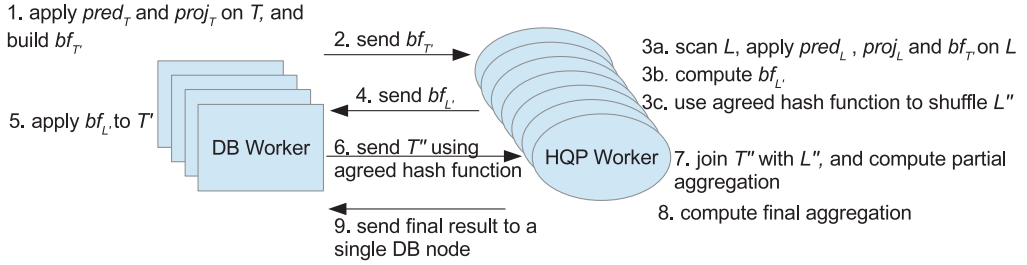 1. apply pred_T and proj_T on T, and
build bf_T'
2. send bf_T'
3a. scan L, apply pred_L , proj_L and bf_T' on L
3b. compute bf_L'
4. send bf_L'
3c. use agreed hash function to shuffle L"
5. apply bf_L' to T'
DB Worker
6. send T" using
agreed hash function
HQP Worker
7. join T" with L", and compute partial
aggregation
8. compute final aggregation
9. send final result to a
single DB node